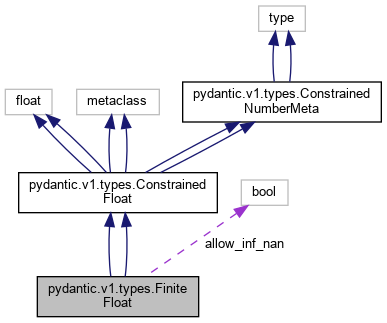 type
float
metaclass
pydantic.v1.types.Constrained
NumberMeta
pydantic.v1.types.Constrained
Float
bool
allow_inf_nan
pydantic.v1.types.Finite
Float